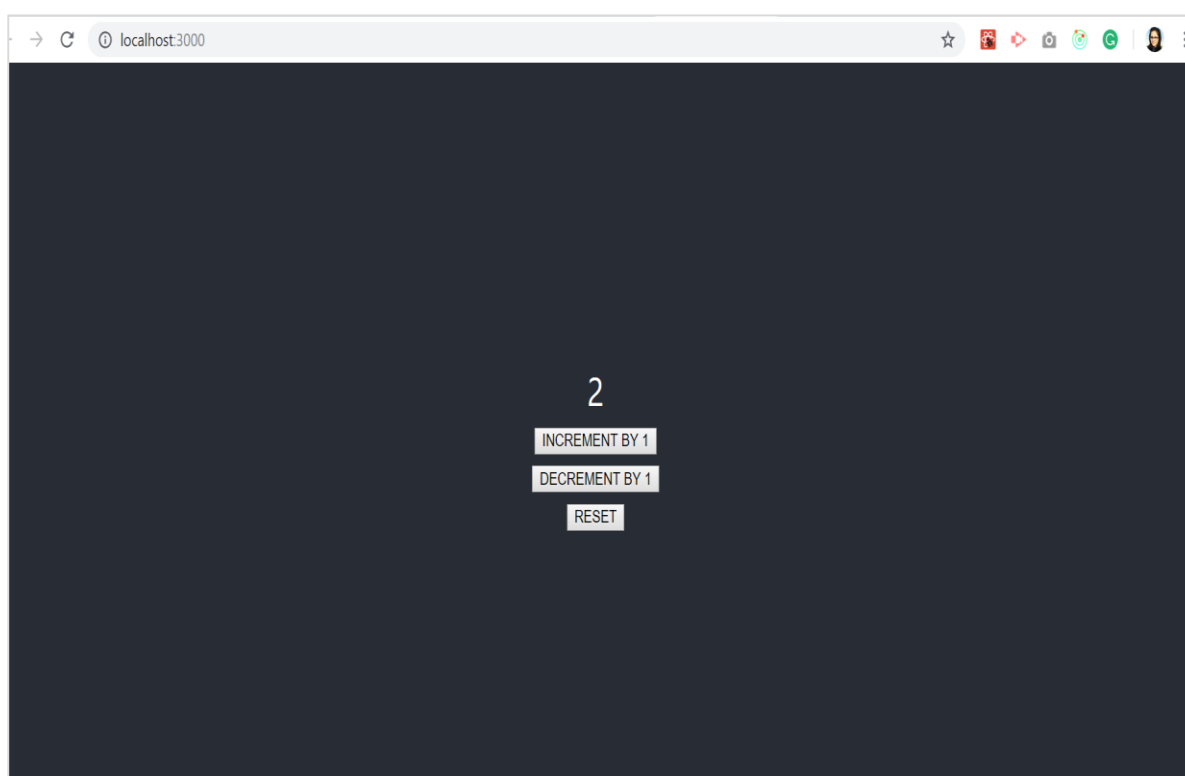 localhost:3000
G
2
INCREMENT BY 1
DECREMENT BY 1
RESET